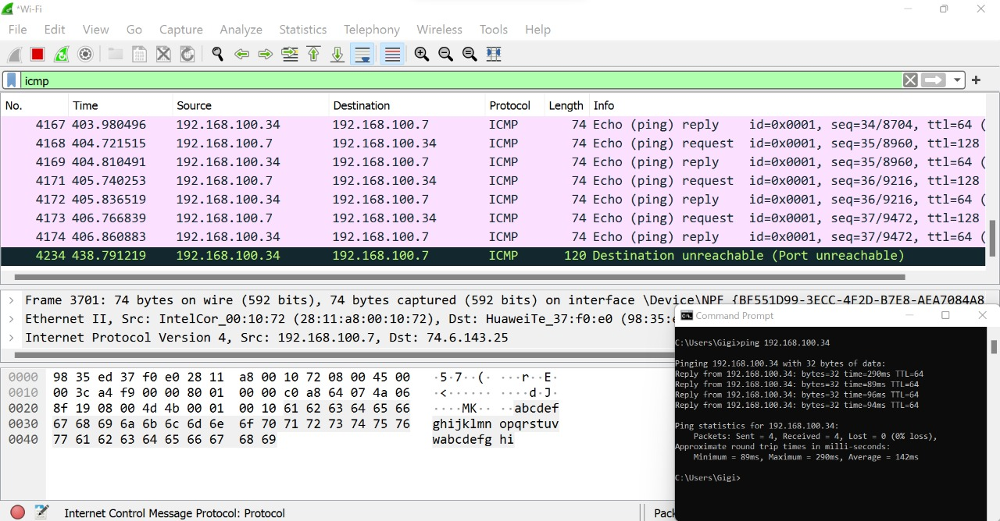 *Wi-Fi
File Edit View Go Capture Analyze Statistics Telephony Wireless Tools Help
icmp
No. Time Source Destination Protocol Length Info
4167 403.980496 192.168.100.34 192.168.100.7 ICMP 74 Echo (ping) reply id=0x0001, seq=34/8704, ttl=64 (
4168 404.721515 192.168.100.7 192.168.100.34 ICMP 74 Echo (ping) request id=0x0001, seq=35/8960, ttl=128
4169 404.810491 192.168.100.34 192.168.100.7 ICMP 74 Echo (ping) reply id=0x0001, seq=35/8960, ttl=64 (
4171 405.740253 192.168.100.7 192.168.100.34 ICMP 74 Echo (ping) request id=0x0001, seq=36/9216, ttl=128
4172 405.836519 192.168.100.34 192.168.100.7 ICMP 74 Echo (ping) reply id=0x0001, seq=36/9216, ttl=64 (
4173 406.766839 192.168.100.7 192.168.100.34 ICMP 74 Echo (ping) request id=0x0001, seq=37/9472, ttl=128
4174 406.860883 192.168.100.34 192.168.100.7 ICMP 74 Echo (ping) reply id=0x0001, seq=37/9472, ttl=64 (
4234 438.791219 192.168.100.34 192.168.100.7 ICMP 120 Destination unreachable (Port unreachable)
Frame 3701: 74 bytes on wire (592 bits), 74 bytes captured (592 bits) on interface \Device\NPF_{BF551D99-3ECC-4F2D-B7E8-AEA7084A8
Ethernet II, Src: IntelCor_00:10:72 (28:11:a8:00:10:72), Dst: HuaweiTe_37:f0:e0 (98:35:
Internet Protocol Version 4, Src: 192.168.100.7, Dst: 74.6.143.25
0000 98 35 ed 37 f0 e0 28 11 a8 00 10 72 08 00 45 00 ·5·7··(· ···r··E·
0010 00 3c a4 f9 00 00 80 01 00 00 c0 a8 64 07 4a 06 ·<······ ····d·J·
0020 8f 19 08 00 4d 4b 00 01 00 10 61 62 63 64 65 66 ····MK·· ··abcdef
0030 67 68 69 6a 6b 6c 6d 6e 6f 70 71 72 73 74 75 76 ghijklmn opqrstuv
0040 77 61 62 63 64 65 66 67 68 69 wabcdefg hi
Internet Control Message Protocol: Protocol
Command Prompt
C:\Users\Gigi>ping 192.168.100.34
Pinging 192.168.100.34 with 32 bytes of data:
Reply from 192.168.100.34: bytes=32 time=290ms TTL=64
Reply from 192.168.100.34: bytes=32 time=89ms TTL=64
Reply from 192.168.100.34: bytes=32 time=96ms TTL=64
Reply from 192.168.100.34: bytes=32 time=94ms TTL=64
Ping statistics for 192.168.100.34:
Packets: Sent = 4, Received = 4, Lost = 0 (0% loss),
Approximate round trip times in milli-seconds:
Minimum = 89ms, Maximum = 290ms, Average = 142ms
C:\Users\Gigi>